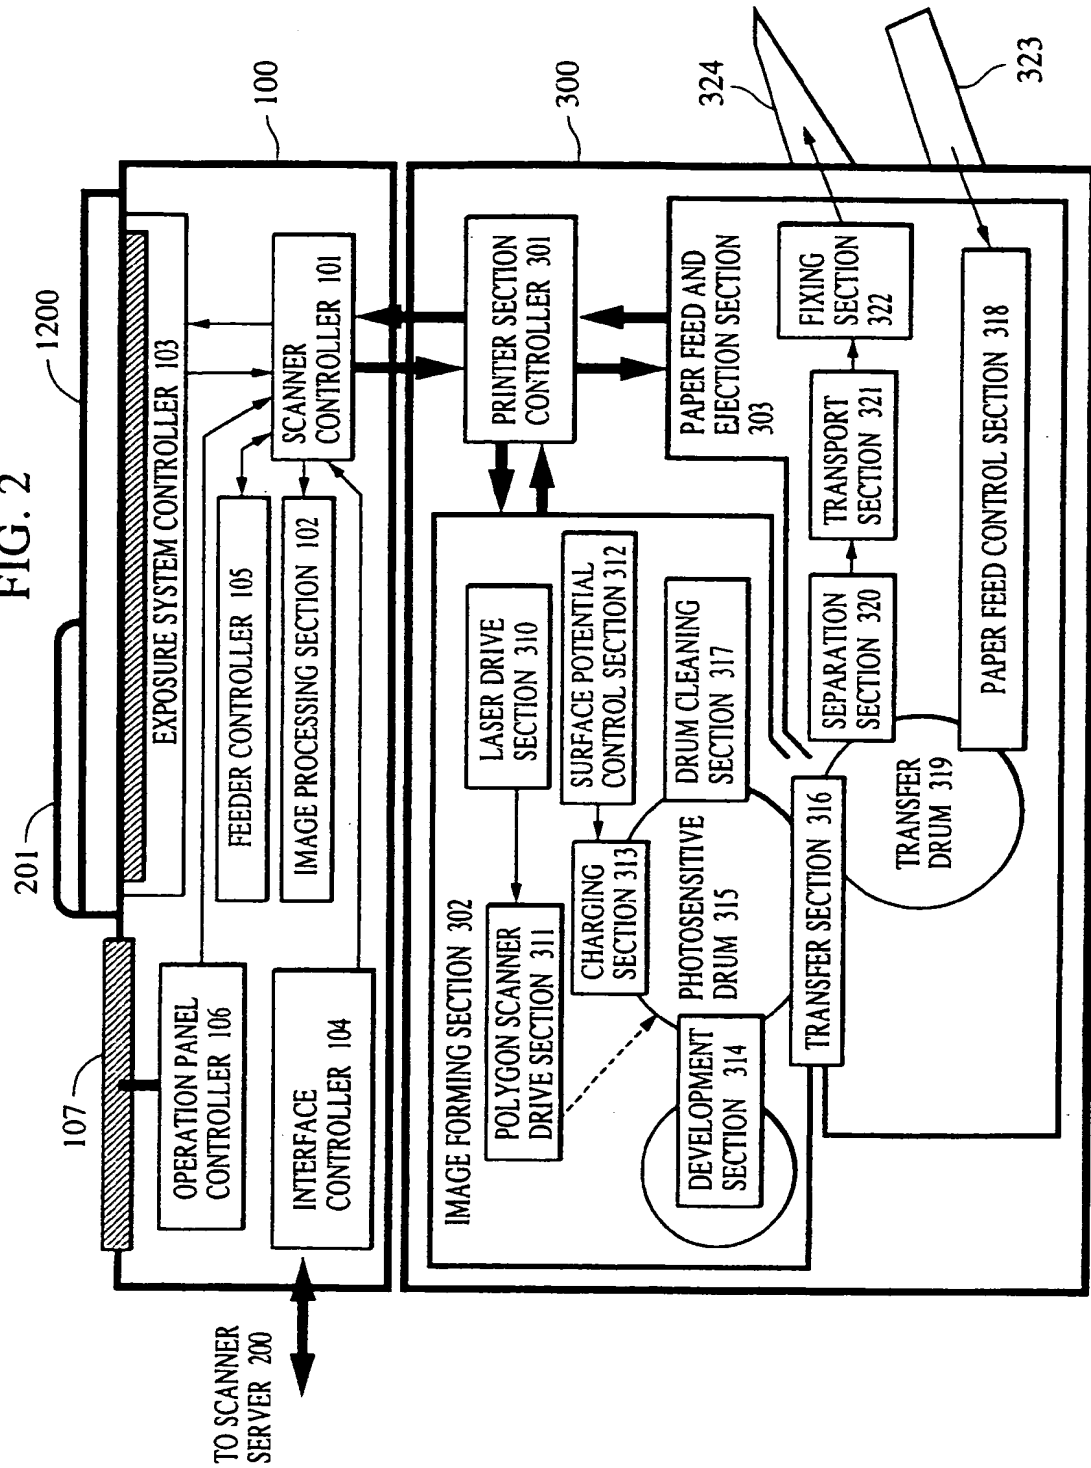 FIG. 2
201
1200
107
100
EXPOSURE SYSTEM CONTROLLER 103
OPERATION PANEL
CONTROLLER 106
FEEDER CONTROLLER 105
IMAGE PROCESSING SECTION 102
SCANNER
CONTROLLER 101
INTERFACE
CONTROLLER 104
TO SCANNER
SERVER 200
300
PRINTER SECTION
CONTROLLER 301
IMAGE FORMING SECTION 302
LASER DRIVE
SECTION 310
POLYGON SCANNER
DRIVE SECTION 311
SURFACE POTENTIAL
CONTROL SECTION 312
CHARGING
SECTION 313
DRUM CLEANING
SECTION 317
PHOTOSENSITIVE
DRUM 315
DEVELOPMENT
SECTION 314
TRANSFER SECTION 316
PAPER FEED AND
EJECTION SECTION
303
SEPARATION
SECTION 320
TRANSPORT
SECTION 321
FIXING
SECTION
322
TRANSFER
DRUM 319
PAPER FEED CONTROL SECTION 318
324
323